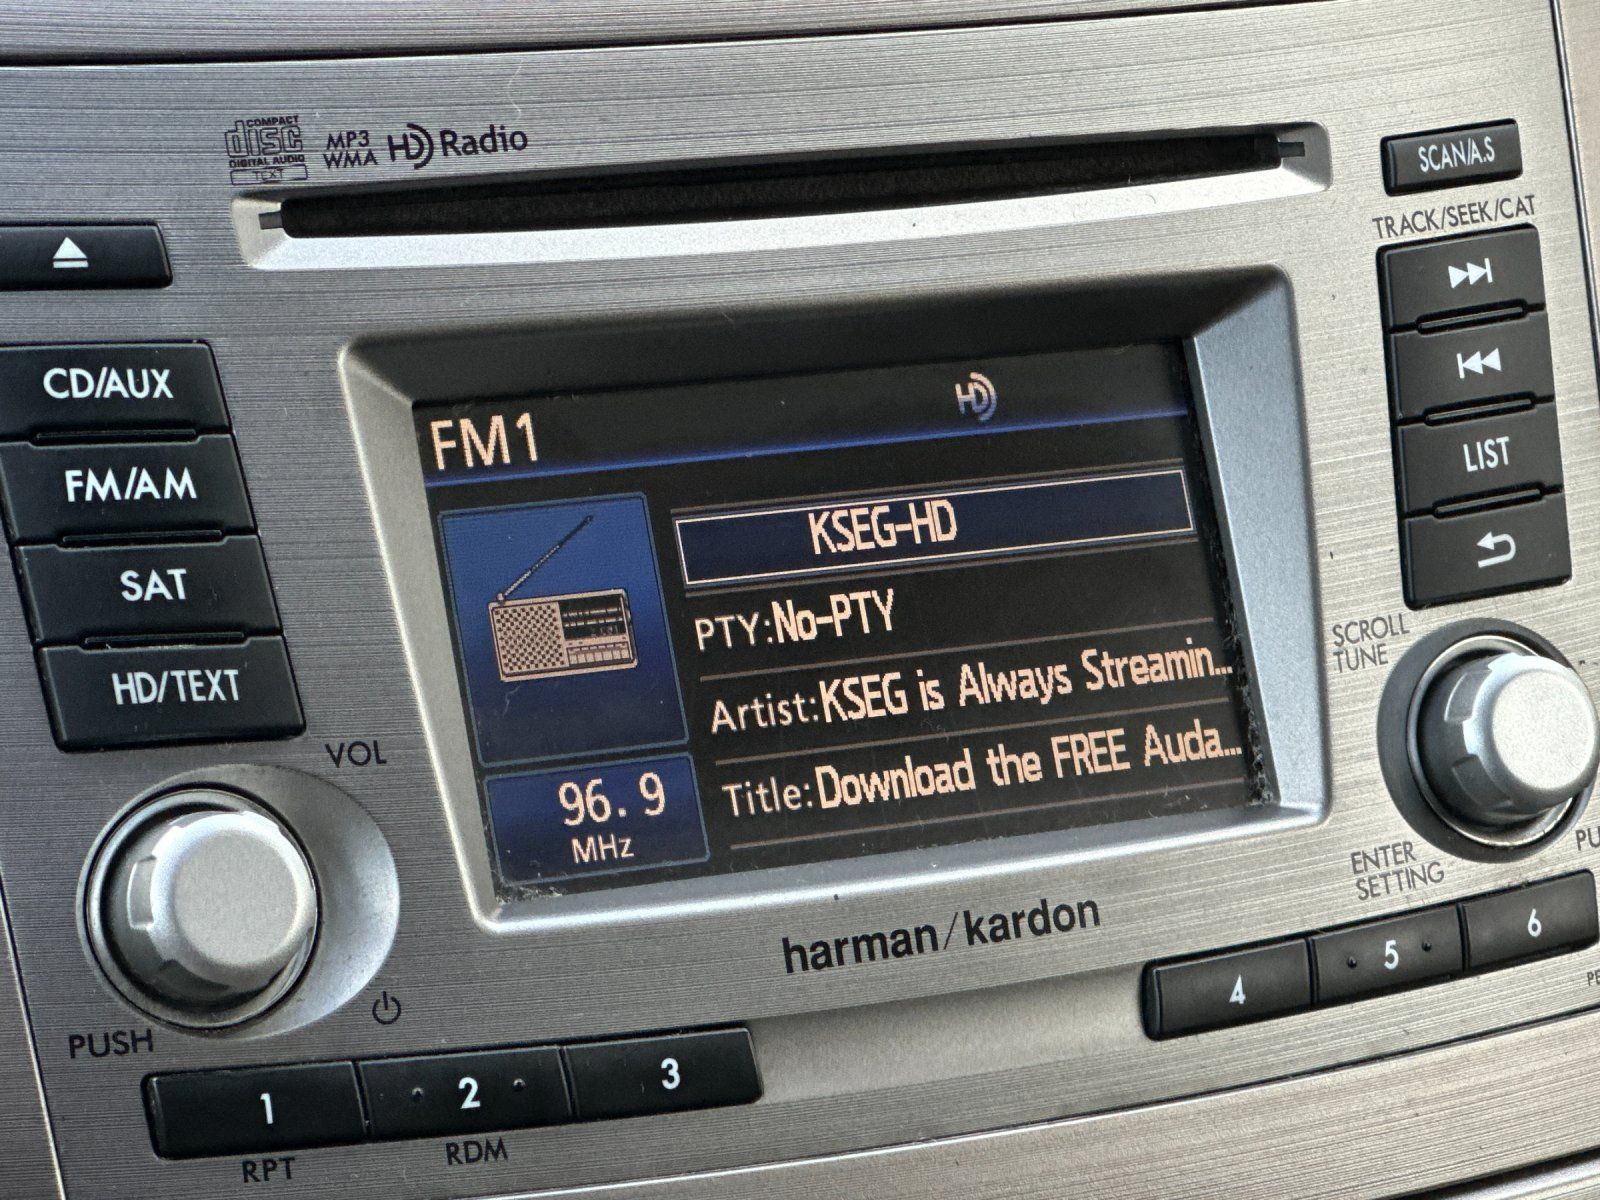 COMPACT
disc
DIGITAL AUDIO
TEXT
MP3
WMA
HD Radio
SCAN/A.S
TRACK/SEEK/CAT
CD/AUX
FM/AM
SAT
HD/TEXT
LIST
FM1
HD
KSEG-HD
PTY:No-PTY
Artist:KSEG is Always Streamin...
Title:Download the FREE Auda...
96.9
MHz
SCROLL
TUNE
VOL
PUSH
ENTER
SETTING
PU
harman/kardon
1
2
3
4
5
6
RPT
RDM